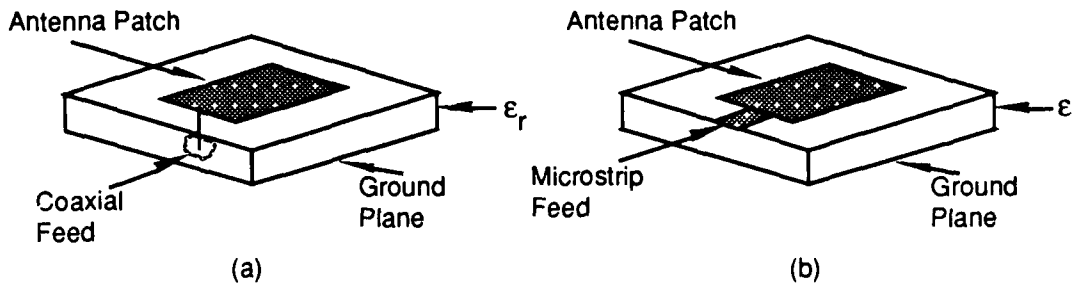 Antenna Patch
εr
Coaxial
Feed
Ground
Plane
(a)
Antenna Patch
ε
Microstrip
Feed
Ground
Plane
(b)